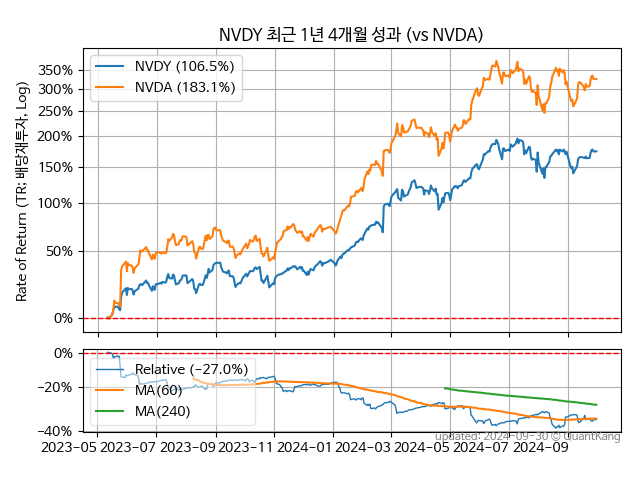 NVDY 최근 1년 4개월 성과 (vs NVDA)
Rate of Return (TR: 배당재투자, Log)
350%
300%
250%
200%
150%
100%
50%
0%
NVDY (106.5%)
NVDA (183.1%)
0%
−20%
−40%
Relative (−27.0%)
MA(60)
MA(240)
updated: 2024-09-30 © QuantKang
2023-05 2023-07 2023-09 2023-11 2024-01 2024-03 2024-05 2024-07 2024-09